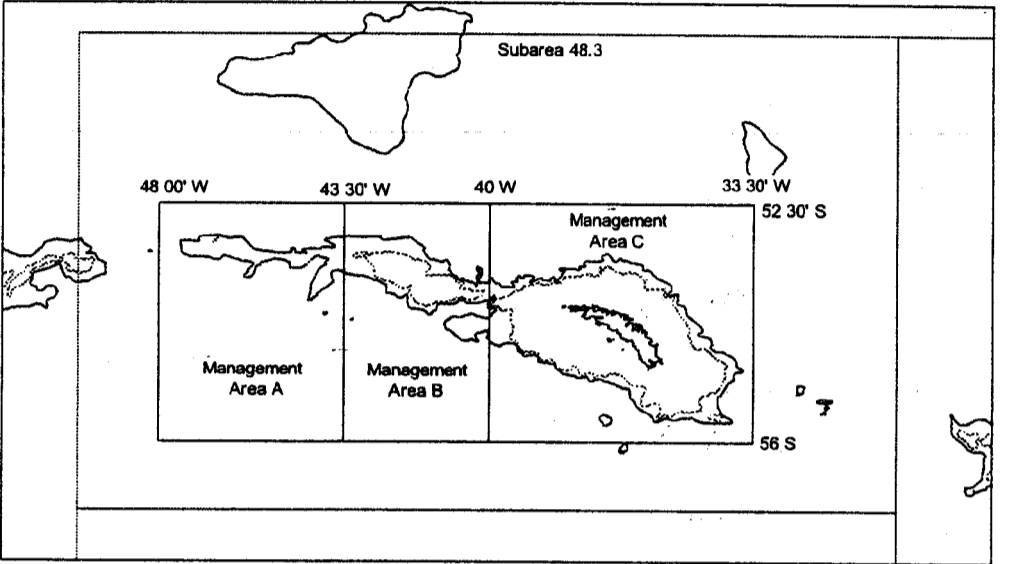 Subarea 48.3
48 00' W
43 30' W
40 W
33 30' W
52 30' S
Management
Area C
Management
Area A
Management
Area B
56 S